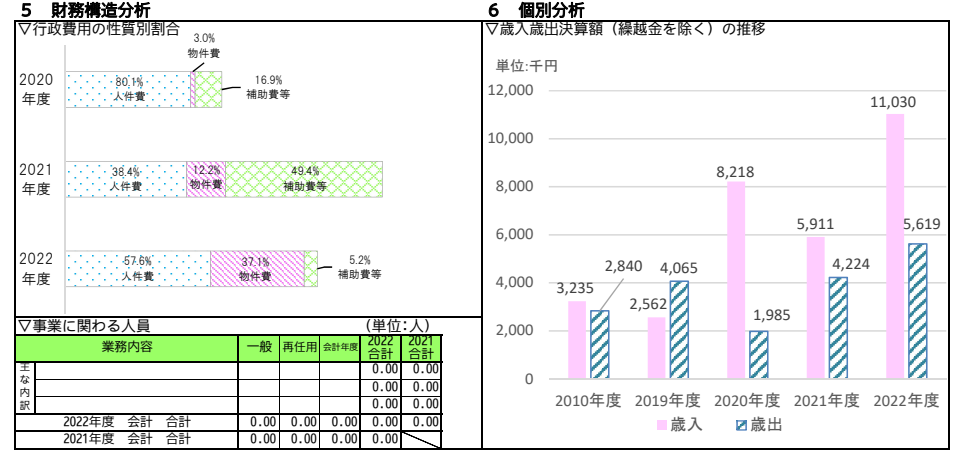 5　財務構造分析
▽行政費用の性質別割合
3.0%
物件費
2020
年度
80.1%
人件費
16.9%
補助費等
2021
年度
38.4%
人件費
12.2%
物件費
49.4%
補助費等
2022
年度
57.6%
人件費
37.1%
物件費
5.2%
補助費等
▽事業に関わる人員 (単位:人)
業務内容 一般 再任用 会計年度 2022合計 2021合計
主な内訳
0.00 0.00
0.00 0.00
0.00 0.00
2022年度　会計　合計 0.00 0.00 0.00 0.00 0.00
2021年度　会計　合計 0.00 0.00 0.00 0.00
6　個別分析
▽歳入歳出決算額（繰越金を除く）の推移
単位:千円
12,000
10,000
8,000
6,000
4,000
2,000
0
3,235
2,840
2,562
4,065
8,218
1,985
5,911
4,224
11,030
5,619
2010年度 2019年度 2020年度 2021年度 2022年度
歳入 歳出